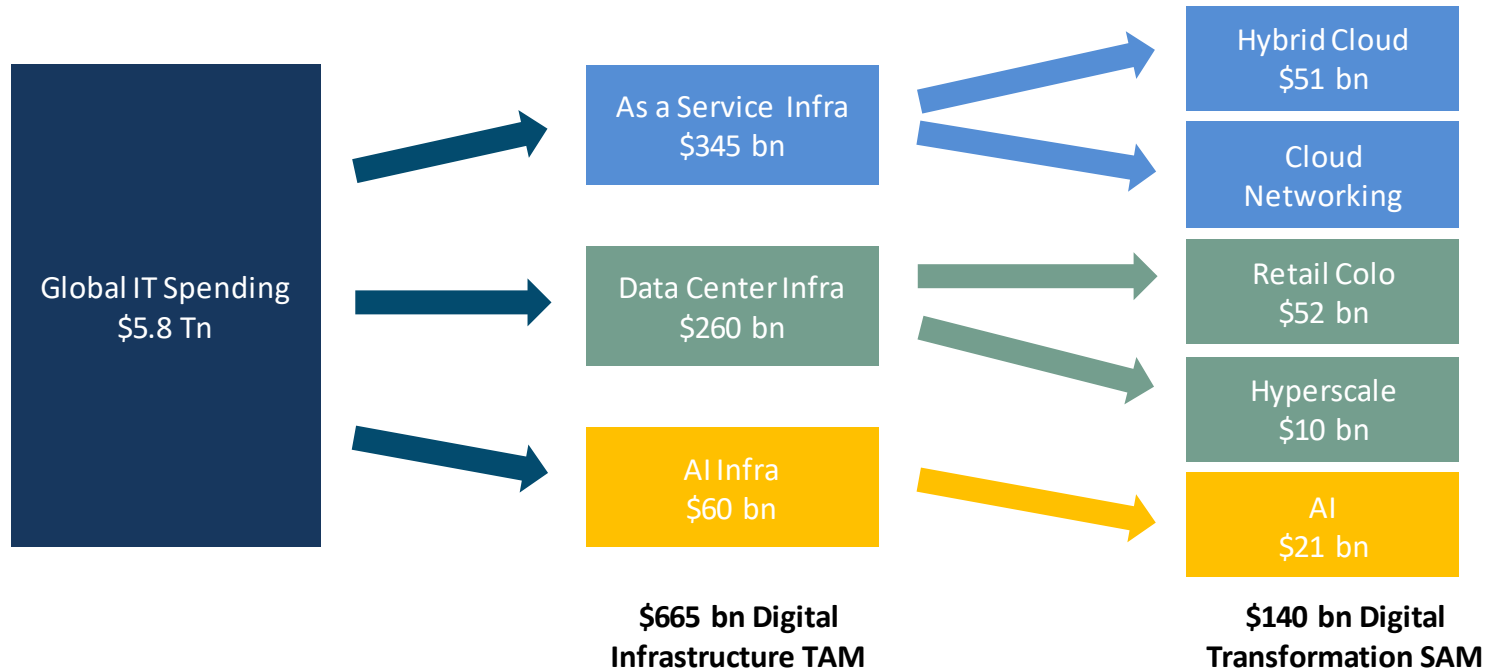 Global IT Spending
$5.8 Tn
As a Service Infra
$345 bn
Data Center Infra
$260 bn
AI Infra
$60 bn
$665 bn Digital
Infrastructure TAM
Hybrid Cloud
$51 bn
Cloud
Networking
Retail Colo
$52 bn
Hyperscale
$10 bn
AI
$21 bn
$140 bn Digital
Transformation SAM